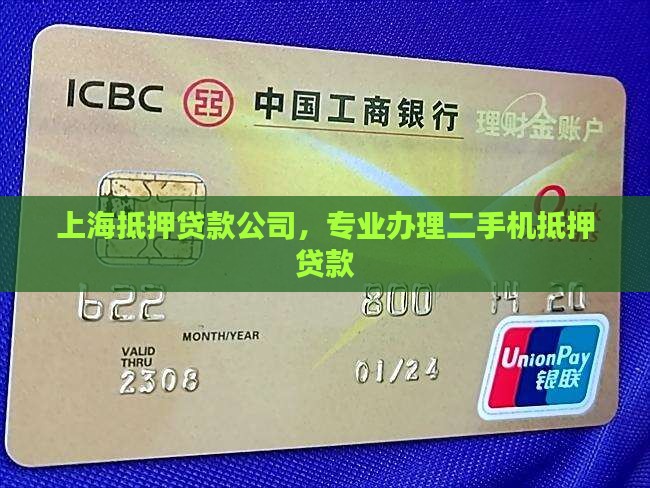 ICBC 中国工商银行 理财金账户
上海抵押贷款公司，专业办理二手机抵押
贷款
622 800 14 20
MONTH/YEAR
VALID
THRU
2308 01/24
UnionPay
银联